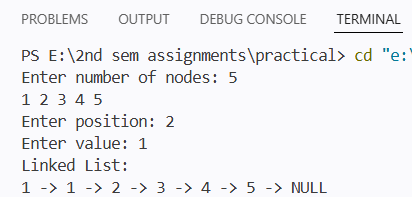 PROBLEMS OUTPUT DEBUG CONSOLE TERMINAL
PS E:\2nd sem assignments\practical> cd "e:\
Enter number of nodes: 5
1 2 3 4 5
Enter position: 2
Enter value: 1
Linked List:
1 -> 1 -> 2 -> 3 -> 4 -> 5 -> NULL